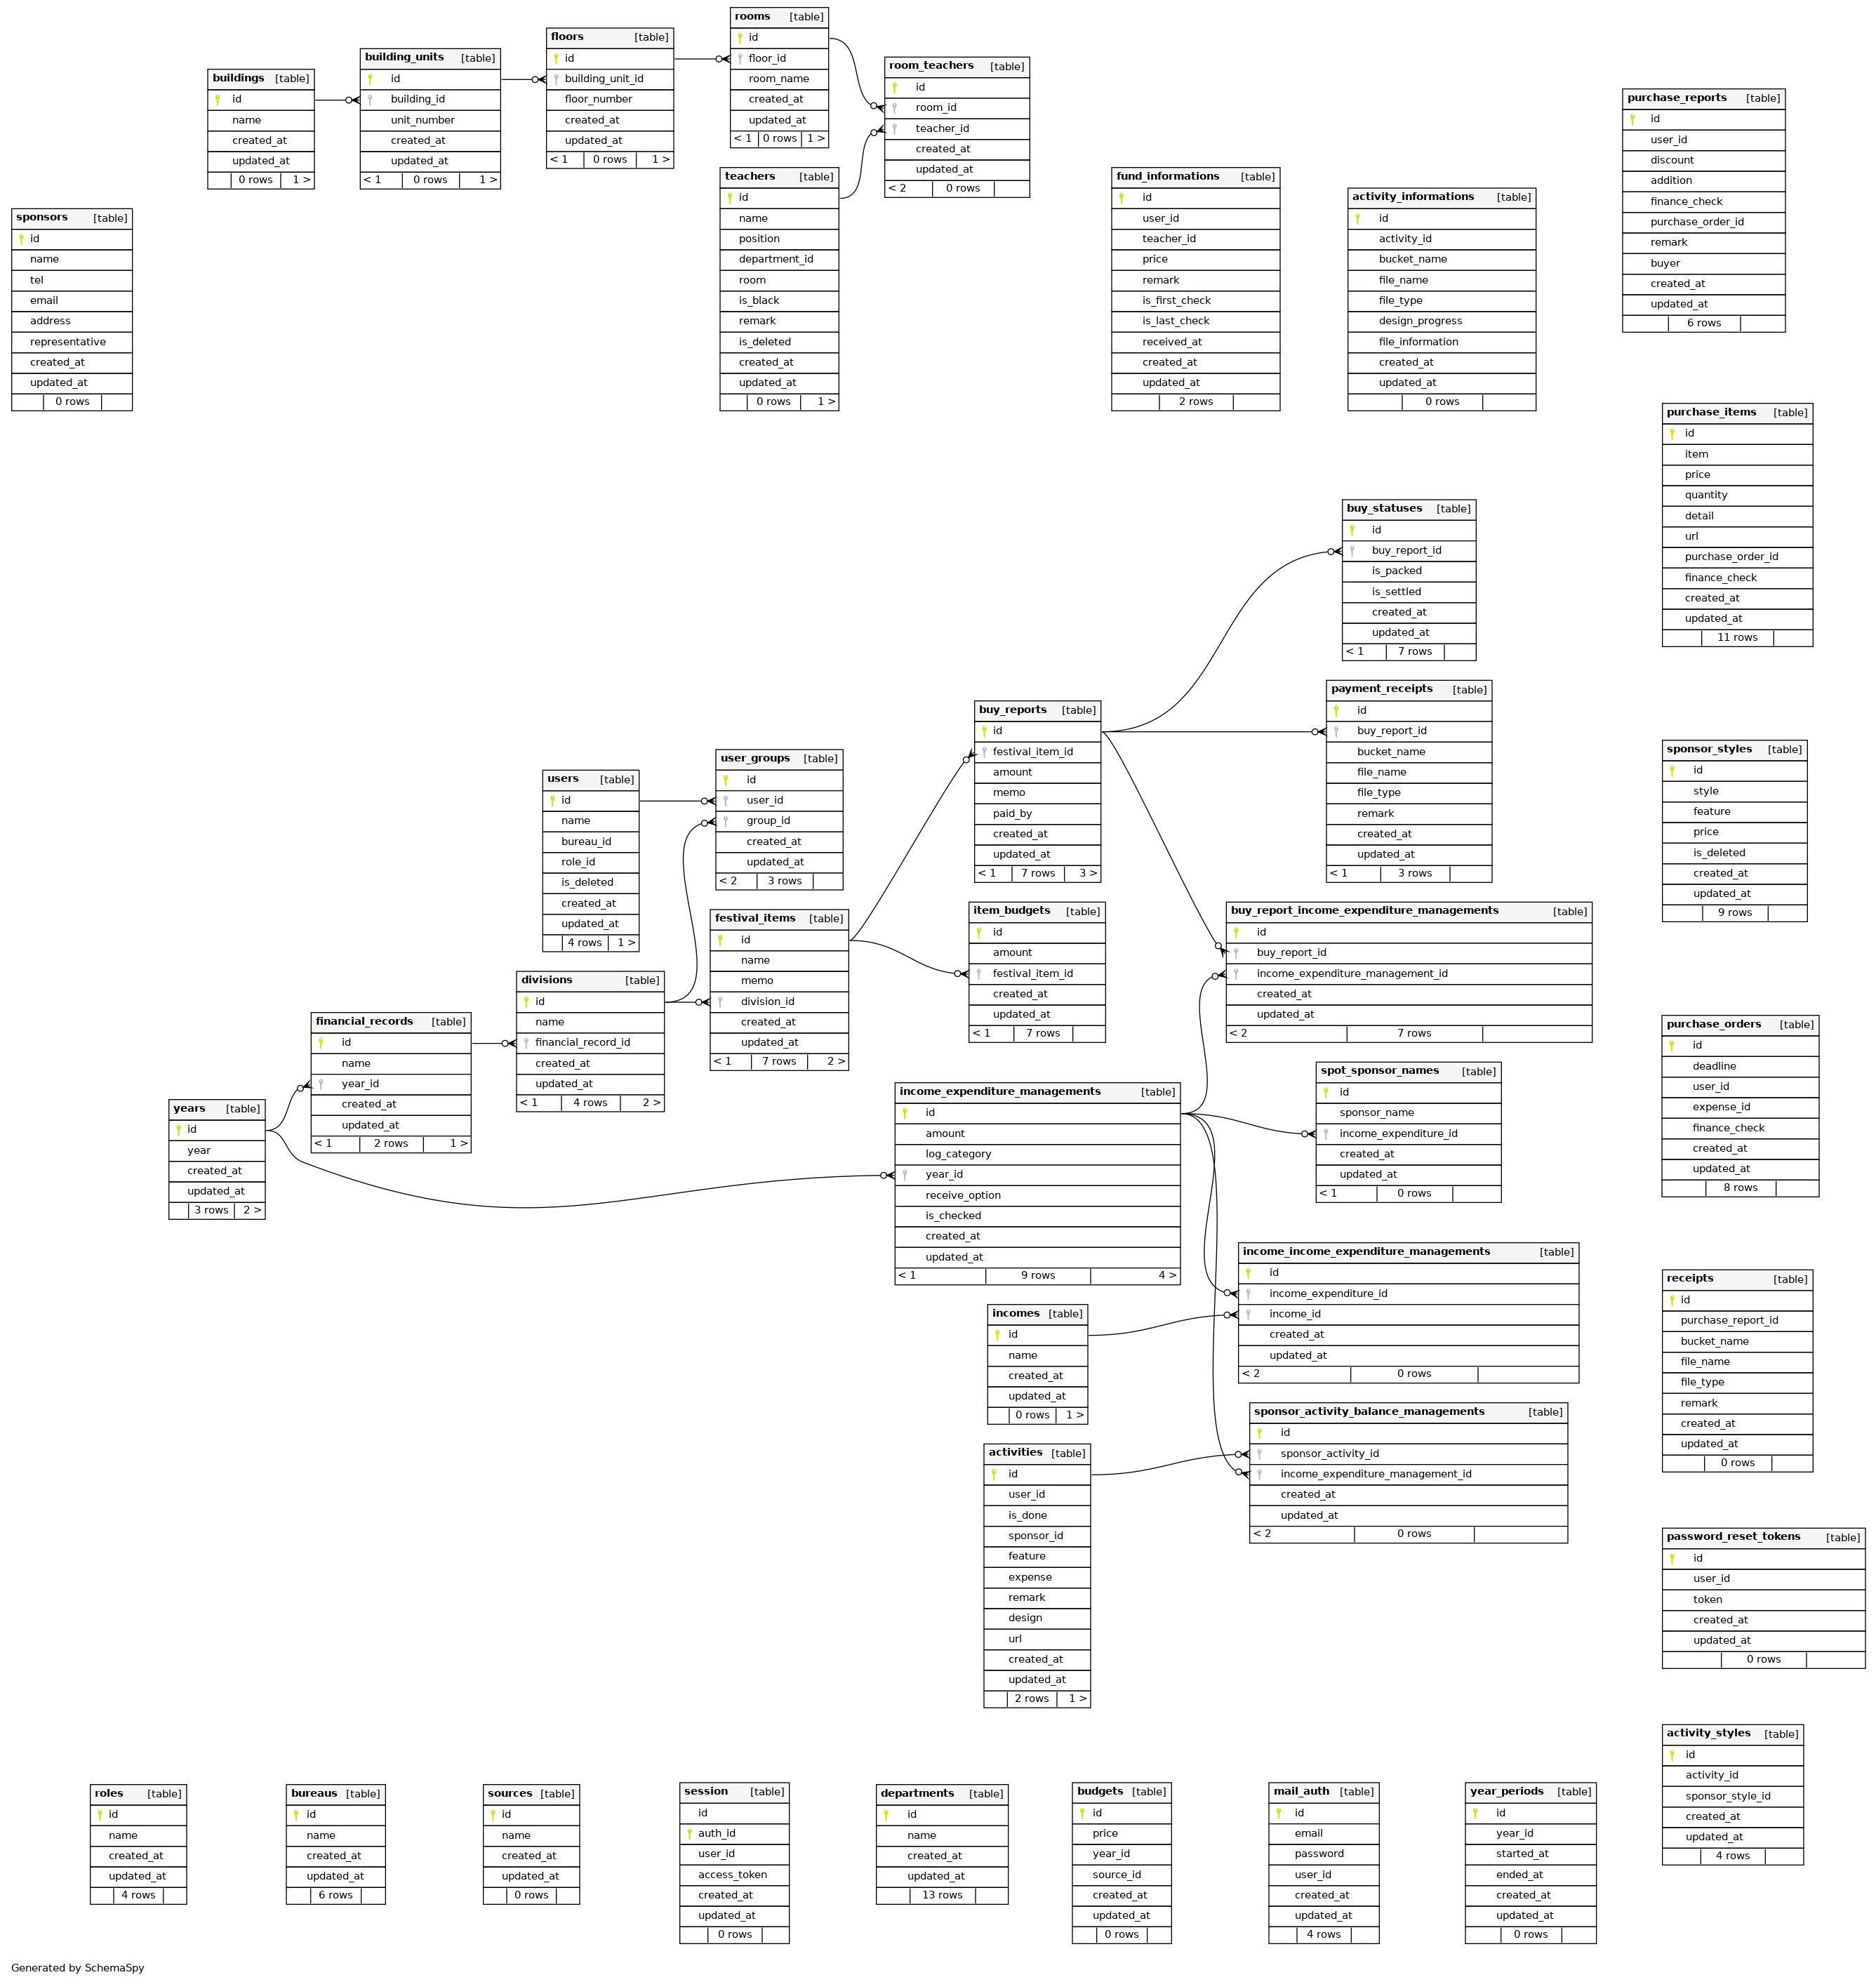 rooms [table]
id
floor_id
room_name
created_at
updated_at
< 1 0 rows 1 >
floors [table]
id
building_unit_id
floor_number
created_at
updated_at
< 1 0 rows 1 >
building_units [table]
id
building_id
unit_number
created_at
updated_at
< 1 0 rows 1 >
buildings [table]
id
name
created_at
updated_at
0 rows 1 >
room_teachers [table]
id
room_id
teacher_id
created_at
updated_at
< 2 0 rows
purchase_reports [table]
id
user_id
discount
addition
finance_check
purchase_order_id
remark
buyer
created_at
updated_at
6 rows
teachers [table]
id
name
position
department_id
room
is_black
remark
is_deleted
created_at
updated_at
0 rows 1 >
fund_informations [table]
id
user_id
teacher_id
price
remark
is_first_check
is_last_check
received_at
created_at
updated_at
2 rows
activity_informations [table]
id
activity_id
bucket_name
file_name
file_type
design_progress
file_information
created_at
updated_at
0 rows
sponsors [table]
id
name
tel
email
address
representative
created_at
updated_at
0 rows
purchase_items [table]
id
item
price
quantity
detail
url
purchase_order_id
finance_check
created_at
updated_at
11 rows
buy_statuses [table]
id
buy_report_id
is_packed
is_settled
created_at
updated_at
< 1 7 rows
payment_receipts [table]
id
buy_report_id
bucket_name
file_name
file_type
remark
created_at
updated_at
< 1 3 rows
buy_reports [table]
id
festival_item_id
amount
memo
paid_by
created_at
updated_at
< 1 7 rows 3 >
sponsor_styles [table]
id
style
feature
price
is_deleted
created_at
updated_at
9 rows
user_groups [table]
id
user_id
group_id
created_at
updated_at
< 2 3 rows
users [table]
id
name
bureau_id
role_id
is_deleted
created_at
updated_at
4 rows 1 >
festival_items [table]
id
name
memo
division_id
created_at
updated_at
< 1 7 rows 2 >
item_budgets [table]
id
amount
festival_item_id
created_at
updated_at
< 1 7 rows
buy_report_income_expenditure_managements [table]
id
buy_report_id
income_expenditure_management_id
created_at
updated_at
< 2 7 rows
divisions [table]
id
name
financial_record_id
created_at
updated_at
< 1 4 rows 2 >
financial_records [table]
id
name
year_id
created_at
updated_at
< 1 2 rows 1 >
years [table]
id
year
created_at
updated_at
3 rows 2 >
purchase_orders [table]
id
deadline
user_id
expense_id
finance_check
created_at
updated_at
8 rows
spot_sponsor_names [table]
id
sponsor_name
income_expenditure_id
created_at
updated_at
< 1 0 rows
income_expenditure_managements [table]
id
amount
log_category
year_id
receive_option
is_checked
created_at
updated_at
< 1 9 rows 4 >
income_income_expenditure_managements [table]
id
income_expenditure_id
income_id
created_at
updated_at
< 2 0 rows
incomes [table]
id
name
created_at
updated_at
0 rows 1 >
receipts [table]
id
purchase_report_id
bucket_name
file_name
file_type
remark
created_at
updated_at
0 rows
sponsor_activity_balance_managements [table]
id
sponsor_activity_id
income_expenditure_management_id
created_at
updated_at
< 2 0 rows
activities [table]
id
user_id
is_done
sponsor_id
feature
expense
remark
design
url
created_at
updated_at
2 rows 1 >
password_reset_tokens [table]
id
user_id
token
created_at
updated_at
0 rows
activity_styles [table]
id
activity_id
sponsor_style_id
created_at
updated_at
4 rows
roles [table]
id
name
created_at
updated_at
4 rows
bureaus [table]
id
name
created_at
updated_at
6 rows
sources [table]
id
name
created_at
updated_at
0 rows
session [table]
id
auth_id
user_id
access_token
created_at
updated_at
0 rows
departments [table]
id
name
created_at
updated_at
13 rows
budgets [table]
id
price
year_id
source_id
created_at
updated_at
0 rows
mail_auth [table]
id
email
password
user_id
created_at
updated_at
4 rows
year_periods [table]
id
year_id
started_at
ended_at
created_at
updated_at
0 rows
Generated by SchemaSpy